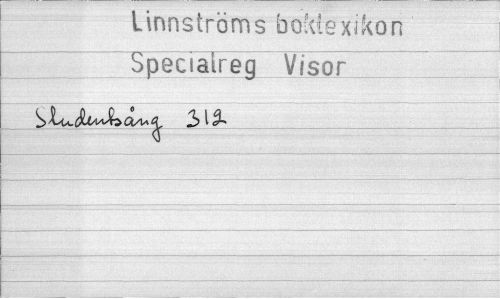 Linnströms boklexikon
Specialreg Visor
Studentsång 312